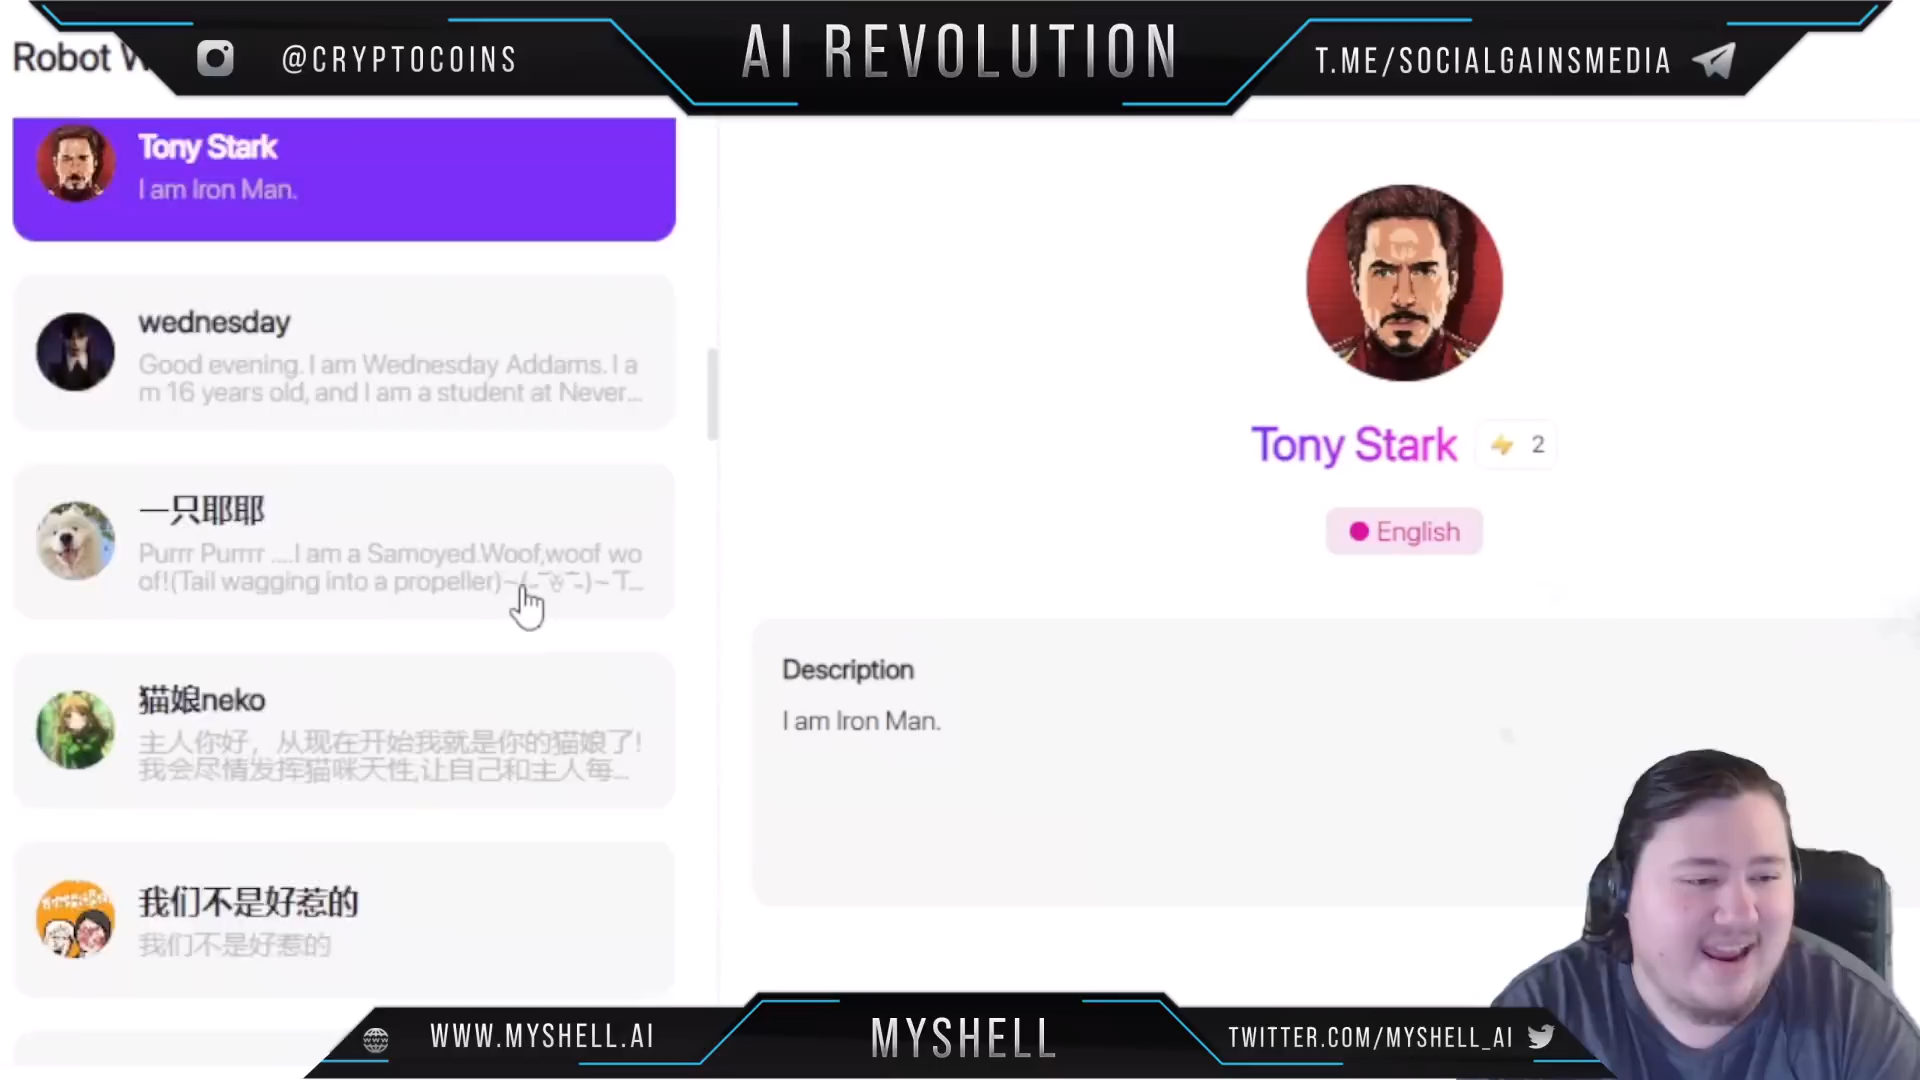 AI REVOLUTION
@CRYPTOCOINS
T.ME/SOCIALGAINSMEDIA
Robot
Tony Stark
I am Iron Man.
wednesday
Good evening. I am Wednesday Addams. I a
m 16 years old, and I am a student at Never...
一只耶耶
Purrr Purrrr ....I am a Samoyed.Woof,woof wo
of!(Tail wagging into a propeller)~
猫娘neko
主人你好，从现在开始我就是你的猫娘了!
我会尽情发挥猫咪天性,让自己和主人每...
我们不是好惹的
我们不是好惹的
Tony Stark
2
English
Description
I am Iron Man.
WWW.MYSHELL.AI
MYSHELL
TWITTER.COM/MYSHELL_AI